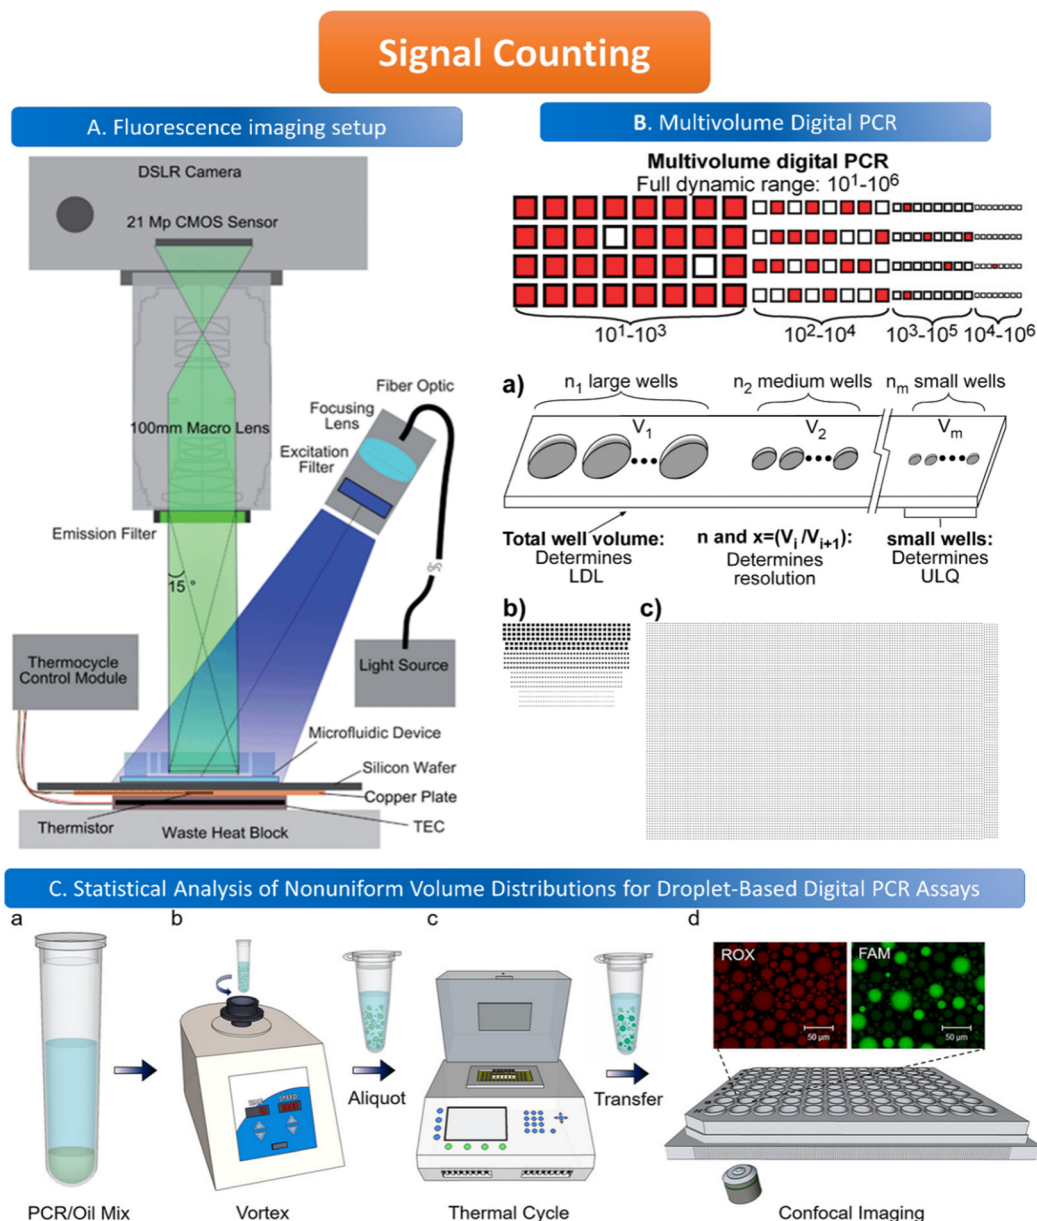 Signal Counting
A. Fluorescence imaging setup
DSLR Camera
21 Mp CMOS Sensor
Fiber Optic
Focusing
Lens
100mm Macro Lens
Excitation
Filter
Emission Filter
15°
Thermocycle
Control Module
Light Source
Microfluidic Device
Silicon Wafer
Copper Plate
Thermistor
TEC
Waste Heat Block
B. Multivolume Digital PCR
Multivolume digital PCR
Full dynamic range: 10¹-10⁶
10¹-10³
10²-10⁴
10³-10⁵
10⁴-10⁶
a)
n₁ large wells
n₂ medium wells
nₘ small wells
V₁
V₂
Vₘ
Total well volume:
Determines
LDL
n and x=(Vᵢ/Vᵢ₊₁):
Determines
resolution
small wells:
Determines
ULQ
b)
c)
C. Statistical Analysis of Nonuniform Volume Distributions for Droplet-Based Digital PCR Assays
a
b
c
d
ROX
FAM
50 µm
50 µm
SPEED
Aliquot
Transfer
PCR/Oil Mix
Vortex
Thermal Cycle
Confocal Imaging